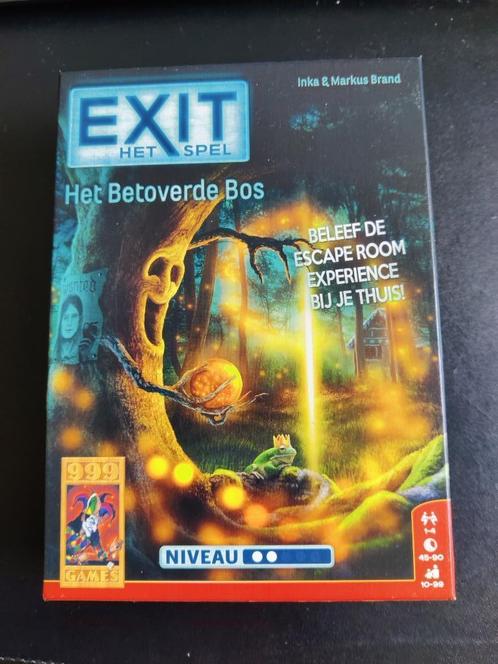 Inka & Markus Brand
EXIT
HET SPEL
Het Betoverde Bos
BELEEF DE
ESCAPE ROOM
EXPERIENCE
BIJ JE THUIS!
Wanted
999
GAMES
NIVEAU
1-4
45-90
10-99